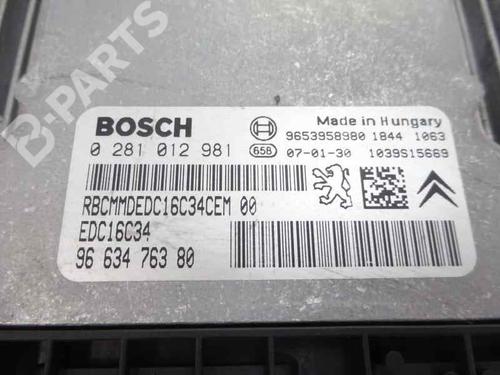 B-PARTS
BOSCH
Made in Hungary
9653958980 1844 1063
0 281 012 981
65B 07-01-30 1039S15669
RBCMMDEDC16C34CEM 00
EDC16C34
96 634 763 80